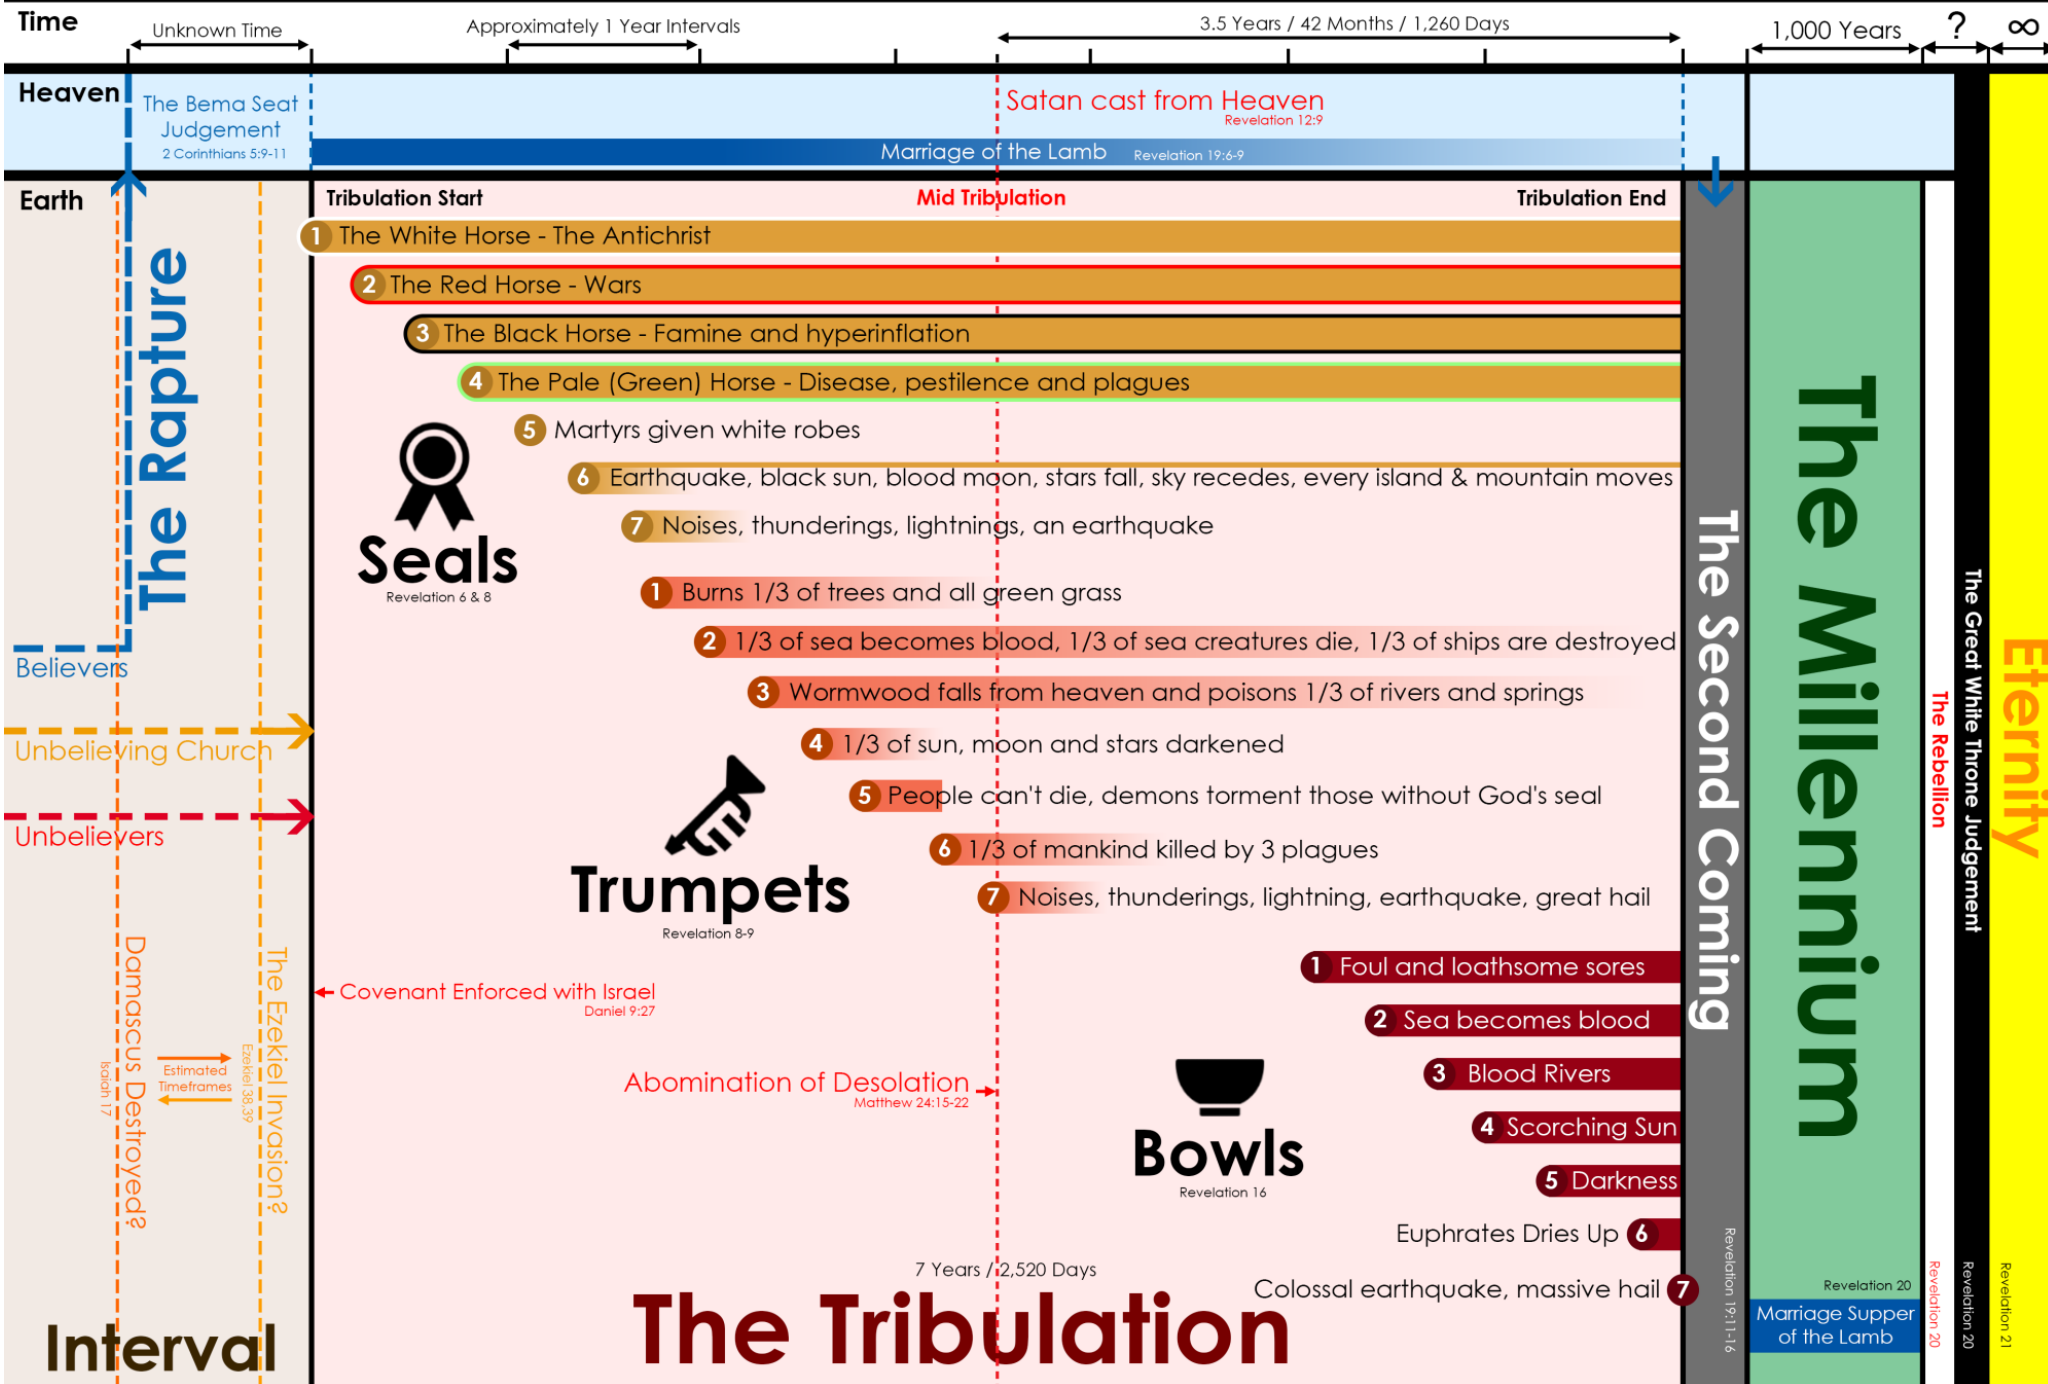 Time
Unknown Time
Approximately 1 Year Intervals
3.5 Years / 42 Months / 1,260 Days
1,000 Years
?
∞
Heaven
The Bema Seat
Judgement
2 Corinthians 5:9-11
Satan cast from Heaven
Revelation 12:9
Marriage of the Lamb Revelation 19:6-9
Earth
Tribulation Start
Mid Tribulation
Tribulation End
1 The White Horse - The Antichrist
2 The Red Horse - Wars
3 The Black Horse - Famine and hyperinflation
4 The Pale (Green) Horse - Disease, pestilence and plagues
5 Martyrs given white robes
6 Earthquake, black sun, blood moon, stars fall, sky recedes, every island & mountain moves
7 Noises, thunderings, lightnings, an earthquake
Seals
Revelation 6 & 8
1 Burns 1/3 of trees and all green grass
2 1/3 of sea becomes blood, 1/3 of sea creatures die, 1/3 of ships are destroyed
3 Wormwood falls from heaven and poisons 1/3 of rivers and springs
4 1/3 of sun, moon and stars darkened
5 People can't die, demons torment those without God's seal
6 1/3 of mankind killed by 3 plagues
7 Noises, thunderings, lightning, earthquake, great hail
Trumpets
Revelation 8-9
The Rapture
Believers
Unbelieving Church
Unbelievers
Damascus Destroyed?
Isaiah 17
Estimated
Timeframes
The Ezekiel Invasion?
Ezekiel 38,39
Interval
Covenant Enforced with Israel
Daniel 9:27
Abomination of Desolation
Matthew 24:15-22
1 Foul and loathsome sores
2 Sea becomes blood
3 Blood Rivers
4 Scorching Sun
5 Darkness
Euphrates Dries Up 6
Colossal earthquake, massive hail 7
Bowls
Revelation 16
7 Years / 2,520 Days
The Tribulation
The Second Coming
Revelation 19:11-16
The Millennium
Revelation 20
Marriage Supper
of the Lamb
The Rebellion
Revelation 20
The Great White Throne Judgement
Revelation 20
Eternity
Revelation 21